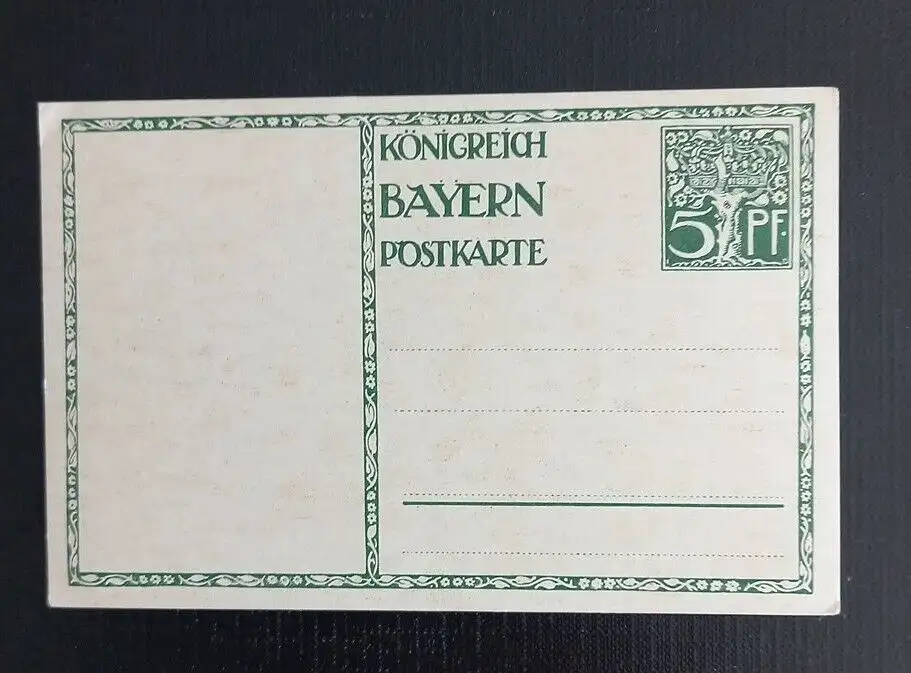 KÖNIGREICH
BAYERN
POSTKARTE
5 PF.